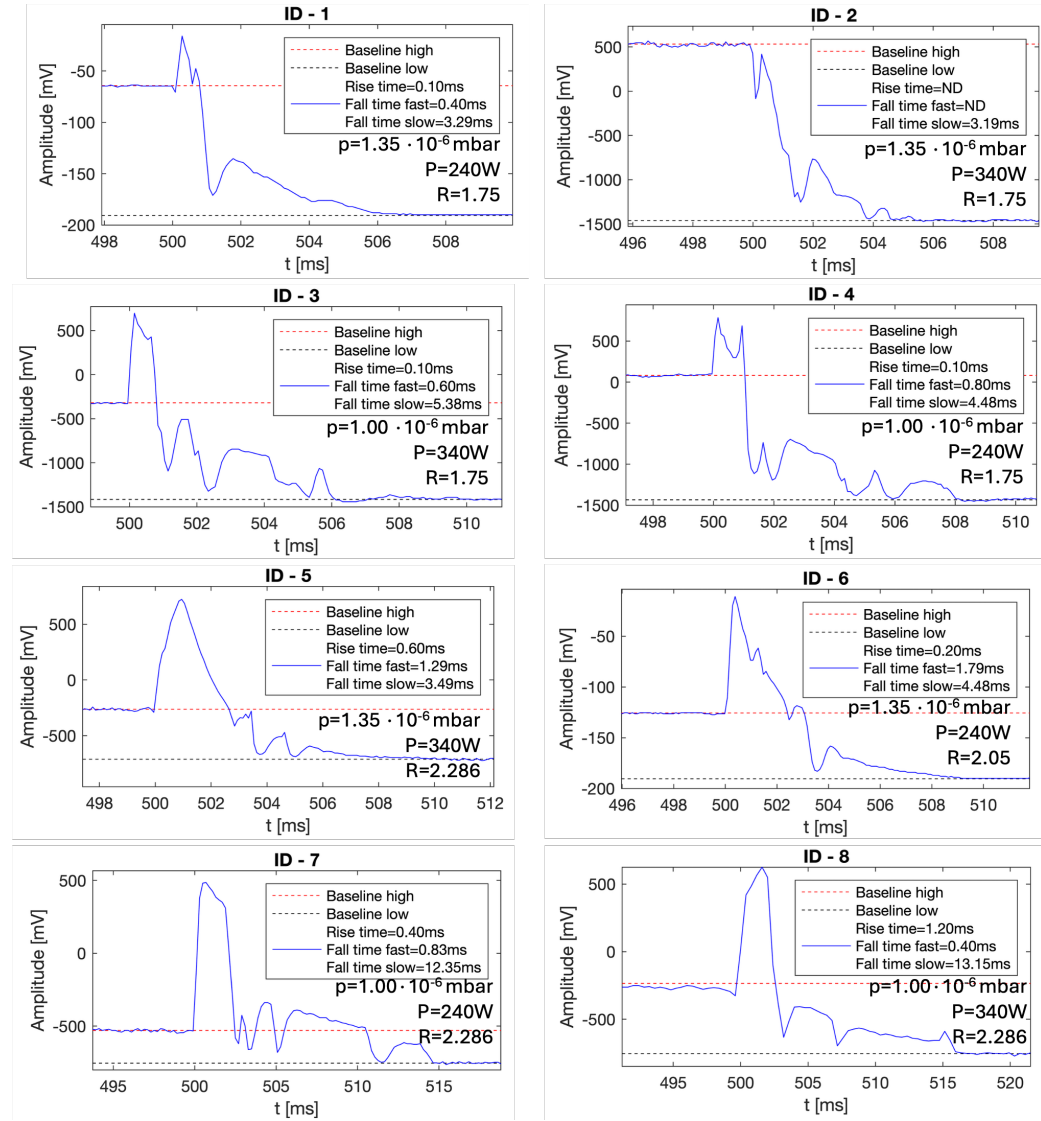 ID - 1
Amplitude [mV]
-50
-100
-150
-200
498
500
502
504
506
508
t [ms]
Baseline high
Baseline low
Rise time=0.10ms
Fall time fast=0.40ms
Fall time slow=3.29ms
p=1.35 · 10⁻⁶ mbar
P=240W
R=1.75
ID - 2
Amplitude [mV]
500
0
-500
-1000
-1500
496
498
500
502
504
506
508
t [ms]
Baseline high
Baseline low
Rise time=ND
Fall time fast=ND
Fall time slow=3.19ms
p=1.35 · 10⁻⁶ mbar
P=340W
R=1.75
ID - 3
Amplitude [mV]
500
0
-500
-1000
-1500
500
502
504
506
508
510
t [ms]
Baseline high
Baseline low
Rise time=0.10ms
Fall time fast=0.60ms
Fall time slow=5.38ms
p=1.00 · 10⁻⁶ mbar
P=340W
R=1.75
ID - 4
Amplitude [mV]
500
0
-500
-1000
-1500
498
500
502
504
506
508
510
t [ms]
Baseline high
Baseline low
Rise time=0.10ms
Fall time fast=0.80ms
Fall time slow=4.48ms
p=1.00 · 10⁻⁶ mbar
P=240W
R=1.75
ID - 5
Amplitude [mV]
500
0
-500
498
500
502
504
506
508
510
512
t [ms]
Baseline high
Baseline low
Rise time=0.60ms
Fall time fast=1.29ms
Fall time slow=3.49ms
p=1.35 · 10⁻⁶ mbar
P=340W
R=2.286
ID - 6
Amplitude [mV]
-50
-100
-150
-200
496
498
500
502
504
506
508
510
t [ms]
Baseline high
Baseline low
Rise time=0.20ms
Fall time fast=1.79ms
Fall time slow=4.48ms
p=1.35 · 10⁻⁶ mbar
P=240W
R=2.05
ID - 7
Amplitude [mV]
500
0
-500
495
500
505
510
515
t [ms]
Baseline high
Baseline low
Rise time=0.40ms
Fall time fast=0.83ms
Fall time slow=12.35ms
p=1.00 · 10⁻⁶ mbar
P=240W
R=2.286
ID - 8
Amplitude [mV]
500
0
-500
495
500
505
510
515
520
t [ms]
Baseline high
Baseline low
Rise time=1.20ms
Fall time fast=0.40ms
Fall time slow=13.15ms
p=1.00 · 10⁻⁶ mbar
P=340W
R=2.286